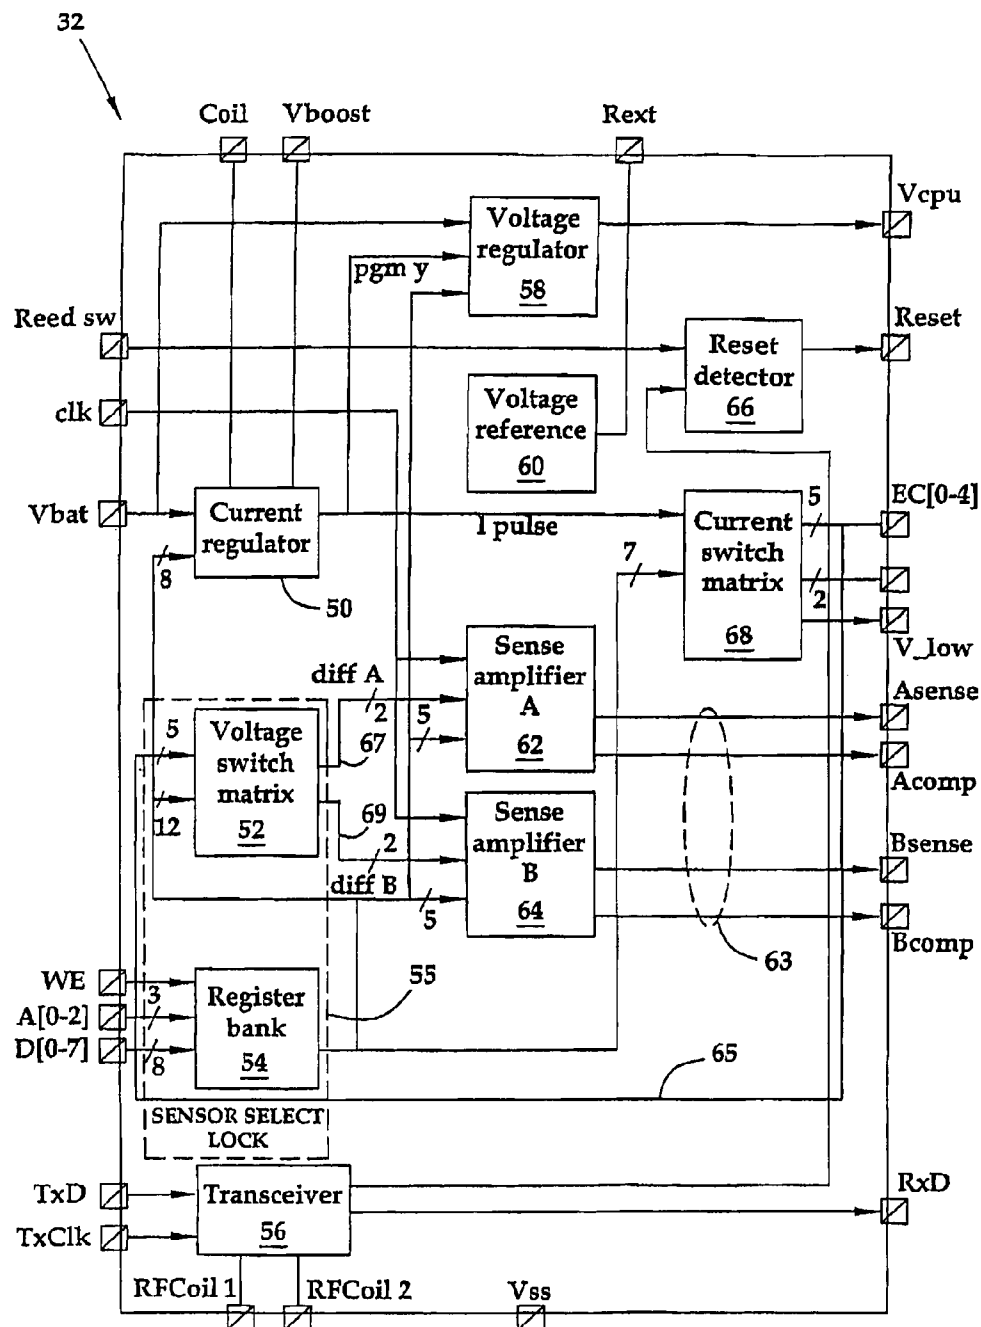 32
Coil
Vboost
Rext
Vcpu
Voltage
regulator
58
pgm y
Reed sw
Reset
Reset
detector
66
clk
Voltage
reference
60
Vbat
Current
regulator
8
50
I pulse
7
Current
switch
matrix
68
5
2
EC[0-4]
V_low
Sense
amplifier
A
62
diff A
2
5
67
Asense
Acomp
5
12
Voltage
switch
matrix
52
69
2
diff B
5
Sense
amplifier
B
64
Bsense
Bcomp
63
WE
A[0-2]
3
D[0-7]
8
Register
bank
54
55
65
SENSOR SELECT
LOCK
TxD
TxClk
Transceiver
56
RxD
RFCoil 1
RFCoil 2
Vss